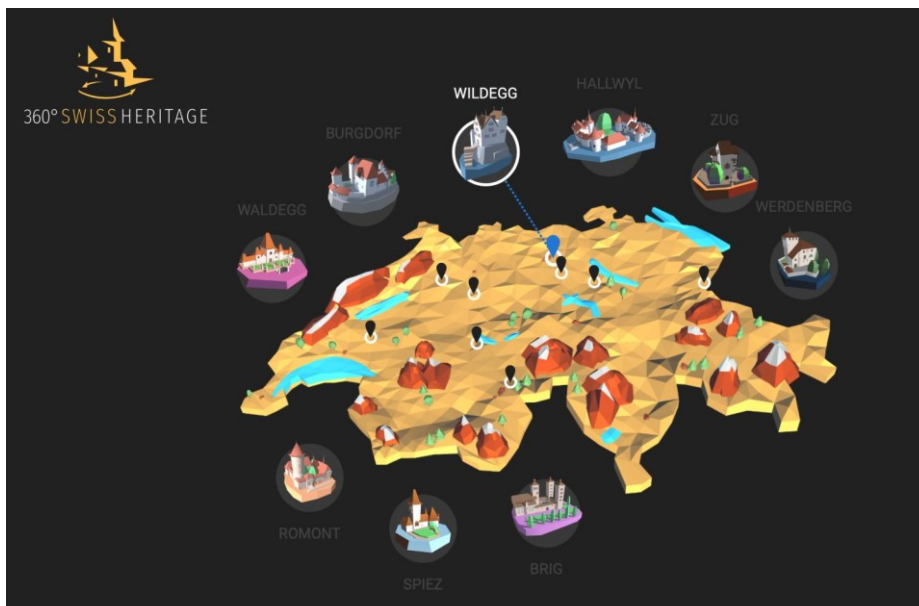 360° SWISS HERITAGE
WILDEGG
HALLWYL
BURGDORF
ZUG
WALDEGG
WERDENBERG
ROMONT
SPIEZ
BRIG